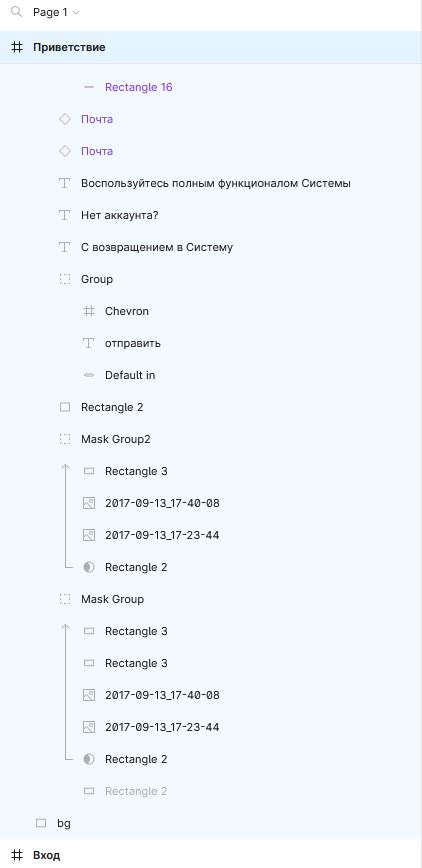 Page 1
Приветствие
Rectangle 16
Почта
Почта
Воспользуйтесь полным функционалом Системы
Нет аккаунта?
С возвращением в Систему
Group
Chevron
отправить
Default in
Rectangle 2
Mask Group2
Rectangle 3
2017-09-13_17-40-08
2017-09-13_17-23-44
Rectangle 2
Mask Group
Rectangle 3
Rectangle 3
2017-09-13_17-40-08
2017-09-13_17-23-44
Rectangle 2
Rectangle 2
bg
Вход